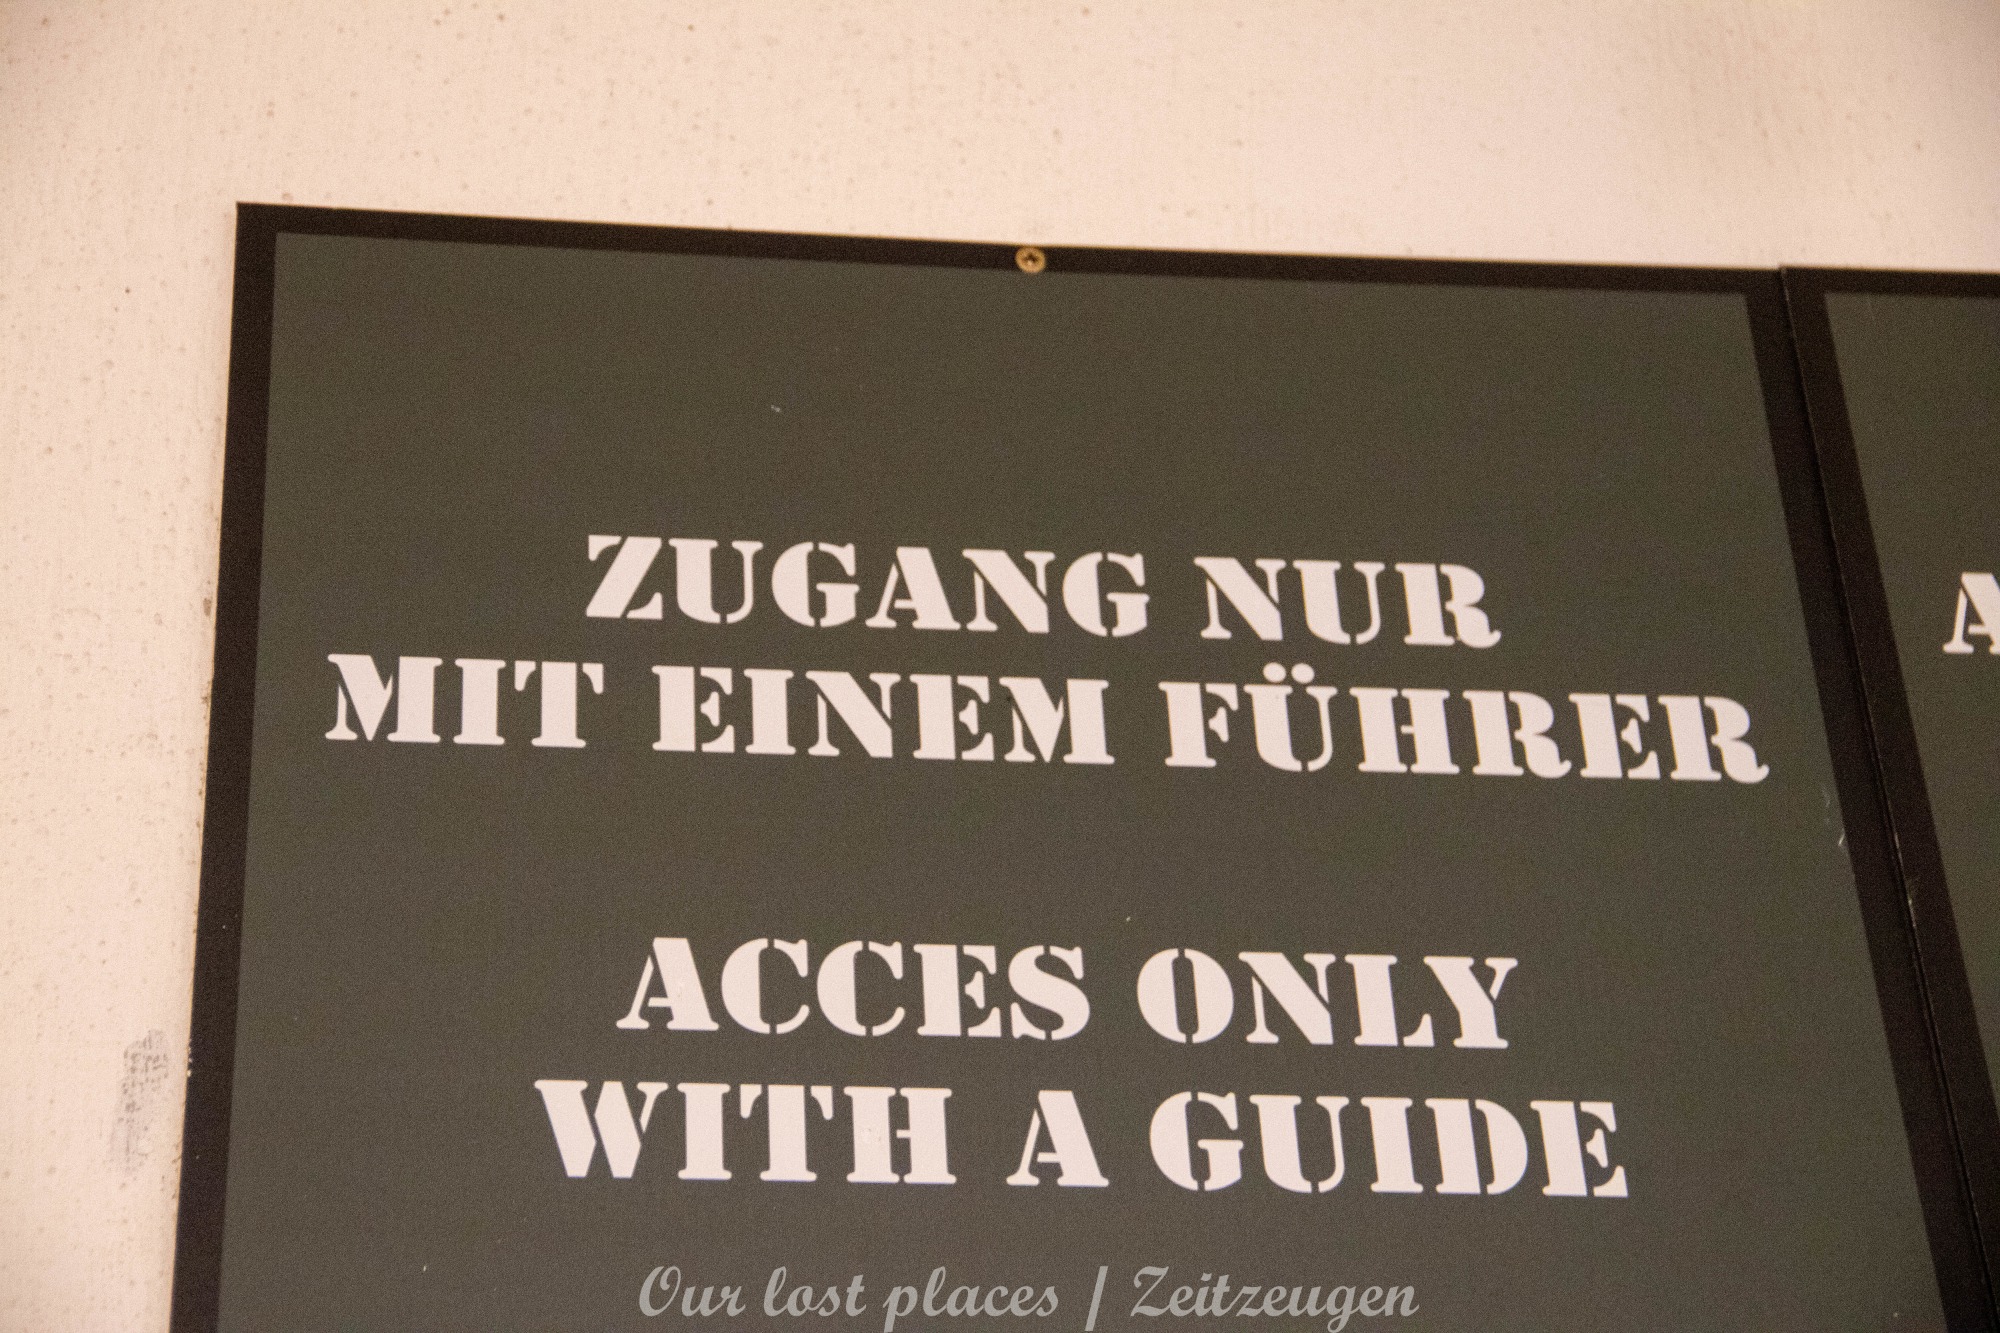 ZUGANG NUR
MIT EINEM FÜHRER
ACCES ONLY
WITH A GUIDE
Our lost places / Zeitzeugen